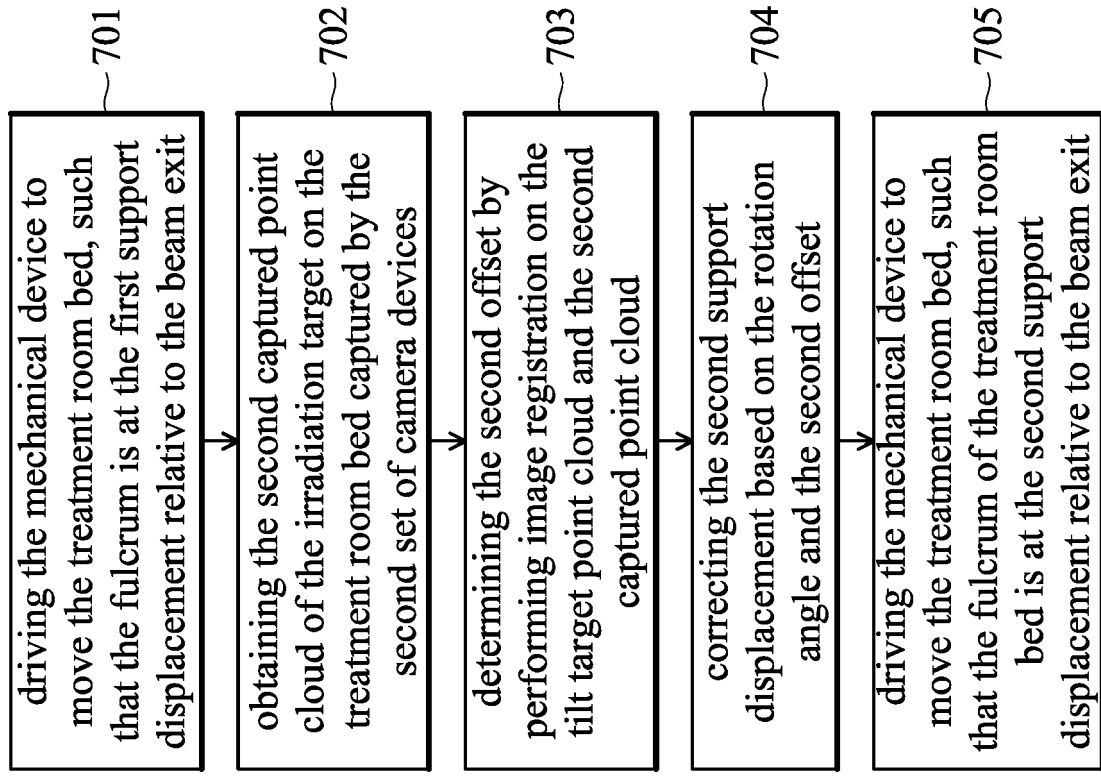 driving the mechanical device to
move the treatment room bed, such
that the fulcrum is at the first support
displacement relative to the beam exit
701
obtaining the second captured point
cloud of the irradiation target on the
treatment room bed captured by the
second set of camera devices
702
determining the second offset by
performing image registration on the
tilt target point cloud and the second
captured point cloud
703
correcting the second support
displacement based on the rotation
angle and the second offset
704
driving the mechanical device to
move the treatment room bed, such
that the fulcrum of the treatment room
bed is at the second support
displacement relative to the beam exit
705